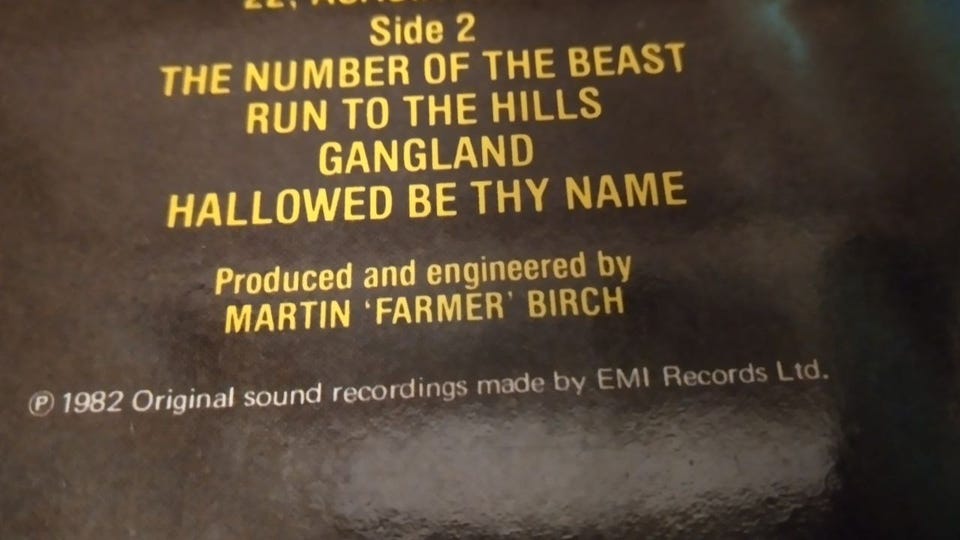 22,
Side 2
THE NUMBER OF THE BEAST
RUN TO THE HILLS
GANGLAND
HALLOWED BE THY NAME
Produced and engineered by
MARTIN ‘FARMER’ BIRCH
℗ 1982 Original sound recordings made by EMI Records Ltd.